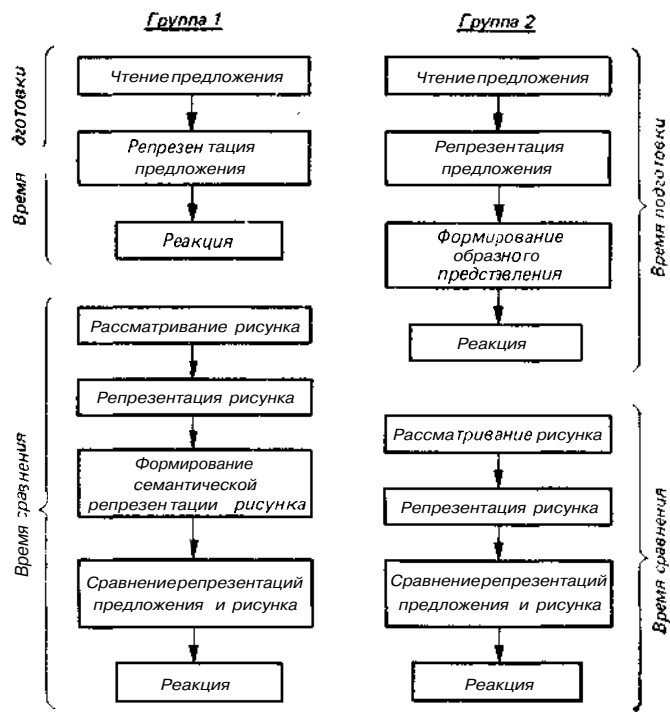 Группа 1
Чтение предложения
Репрезентация
предложения
Реакция
Время
дготовки
Рассматривание рисунка
Репрезентация рисунка
Формирование
семантической
репрезентации рисунка
Сравнение репрезентаций
предложения и рисунка
Реакция
Время сравнения
Группа 2
Чтение предложения
Репрезентация
предложения
Формирование
образного
представления
Реакция
Время подготовки
Рассматривание рисунка
Репрезентация рисунка
Сравнение репрезентаций
предложения и рисунка
Реакция
Время сравнения